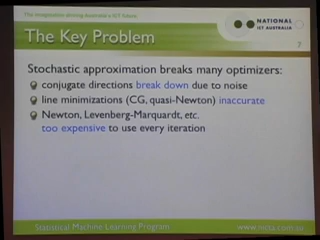 The imagination driving Australia's ICT future.
NATIONAL
ICT AUSTRALIA
The Key Problem
7
Stochastic approximation breaks many optimizers:
conjugate directions break down due to noise
line minimizations (CG, quasi-Newton) inaccurate
Newton, Levenberg-Marquardt, etc.
too expensive to use every iteration
Statistical Machine Learning Program
www.nicta.com.au